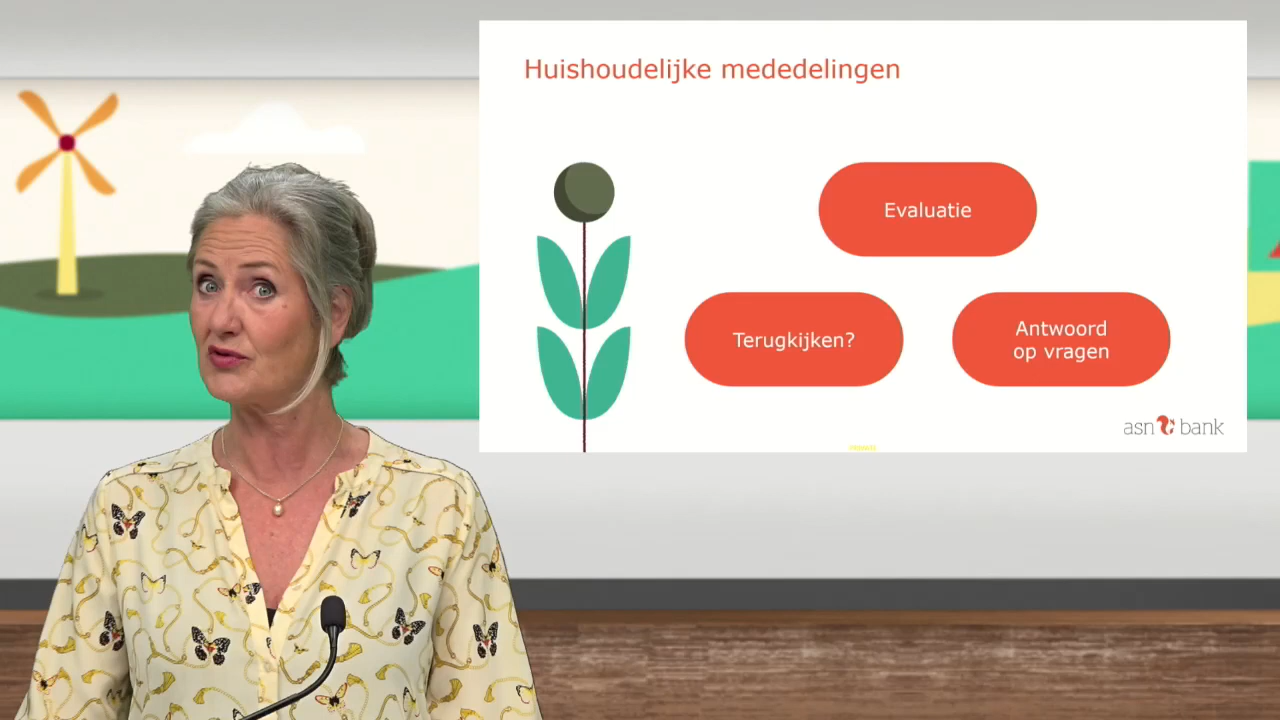 Huishoudelijke mededelingen
Evaluatie
Terugkijken?
Antwoord
op vragen
asn bank